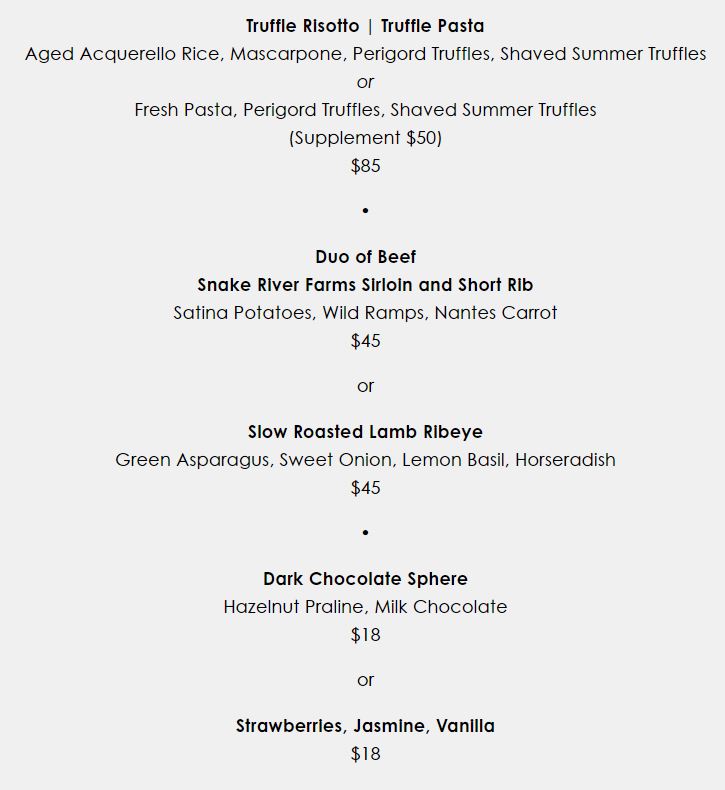 Truffle Risotto | Truffle Pasta
Aged Acquerello Rice, Mascarpone, Perigord Truffles, Shaved Summer Truffles
or
Fresh Pasta, Perigord Truffles, Shaved Summer Truffles
(Supplement $50)
$85
•
Duo of Beef
Snake River Farms Sirloin and Short Rib
Satina Potatoes, Wild Ramps, Nantes Carrot
$45
or
Slow Roasted Lamb Ribeye
Green Asparagus, Sweet Onion, Lemon Basil, Horseradish
$45
•
Dark Chocolate Sphere
Hazelnut Praline, Milk Chocolate
$18
or
Strawberries, Jasmine, Vanilla
$18